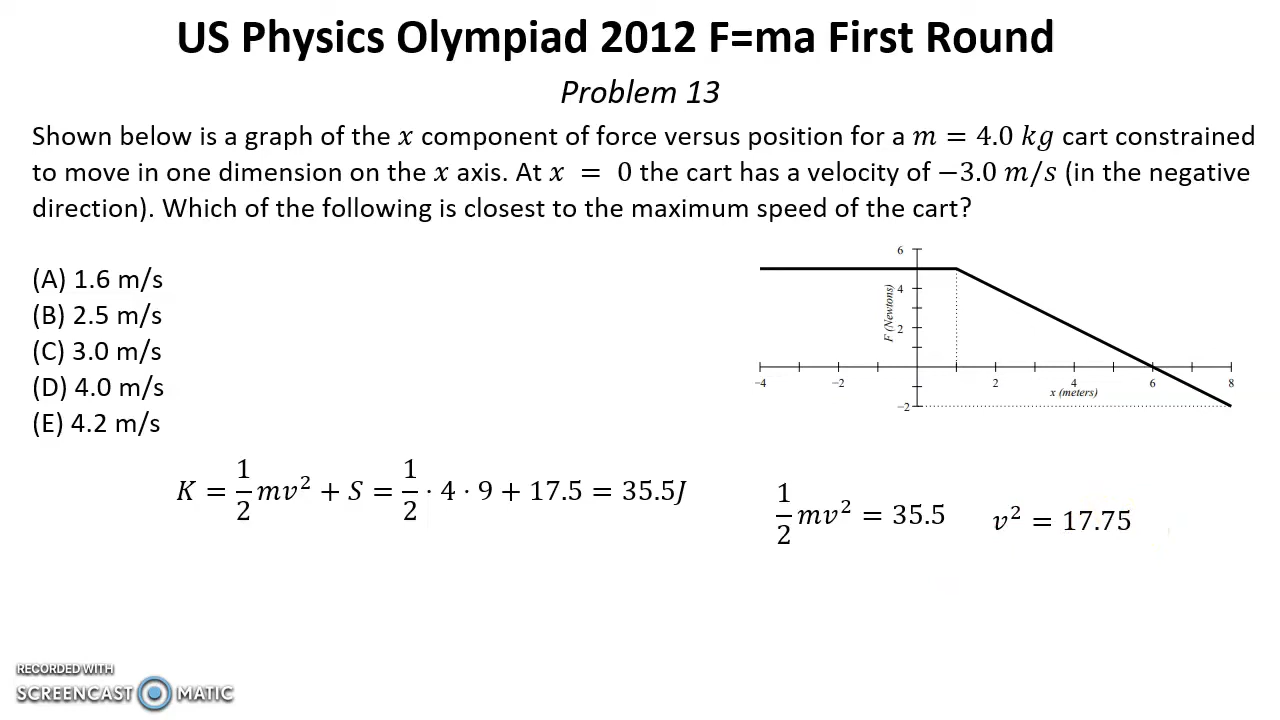 US Physics Olympiad 2012 F=ma First Round
Problem 13
Shown below is a graph of the x component of force versus position for a m = 4.0 kg cart constrained
to move in one dimension on the x axis. At x = 0 the cart has a velocity of −3.0 m/s (in the negative
direction). Which of the following is closest to the maximum speed of the cart?
(A) 1.6 m/s
(B) 2.5 m/s
(C) 3.0 m/s
(D) 4.0 m/s
(E) 4.2 m/s
6
4
2
−2
F (Newtons)
−4 −2 2 4 6 8
x (meters)
K = 1/2 mv² + S = 1/2 · 4 · 9 + 17.5 = 35.5J
1/2 mv² = 35.5 v² = 17.75
RECORDED WITH
SCREENCAST MATIC